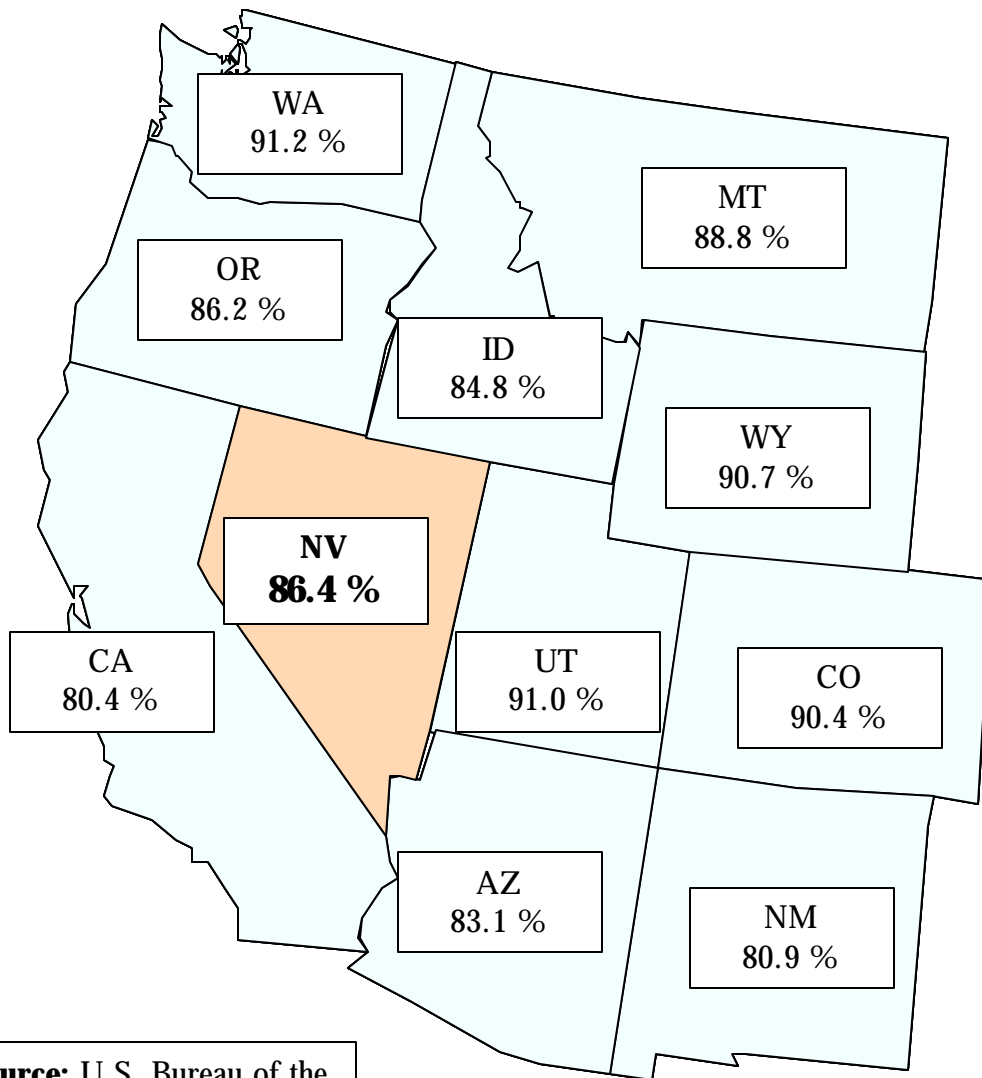 WA
91.2 %
MT
88.8 %
OR
86.2 %
ID
84.8 %
WY
90.7 %
NV
86.4 %
CA
80.4 %
UT
91.0 %
CO
90.4 %
AZ
83.1 %
NM
80.9 %
urce: U.S. Bureau of the